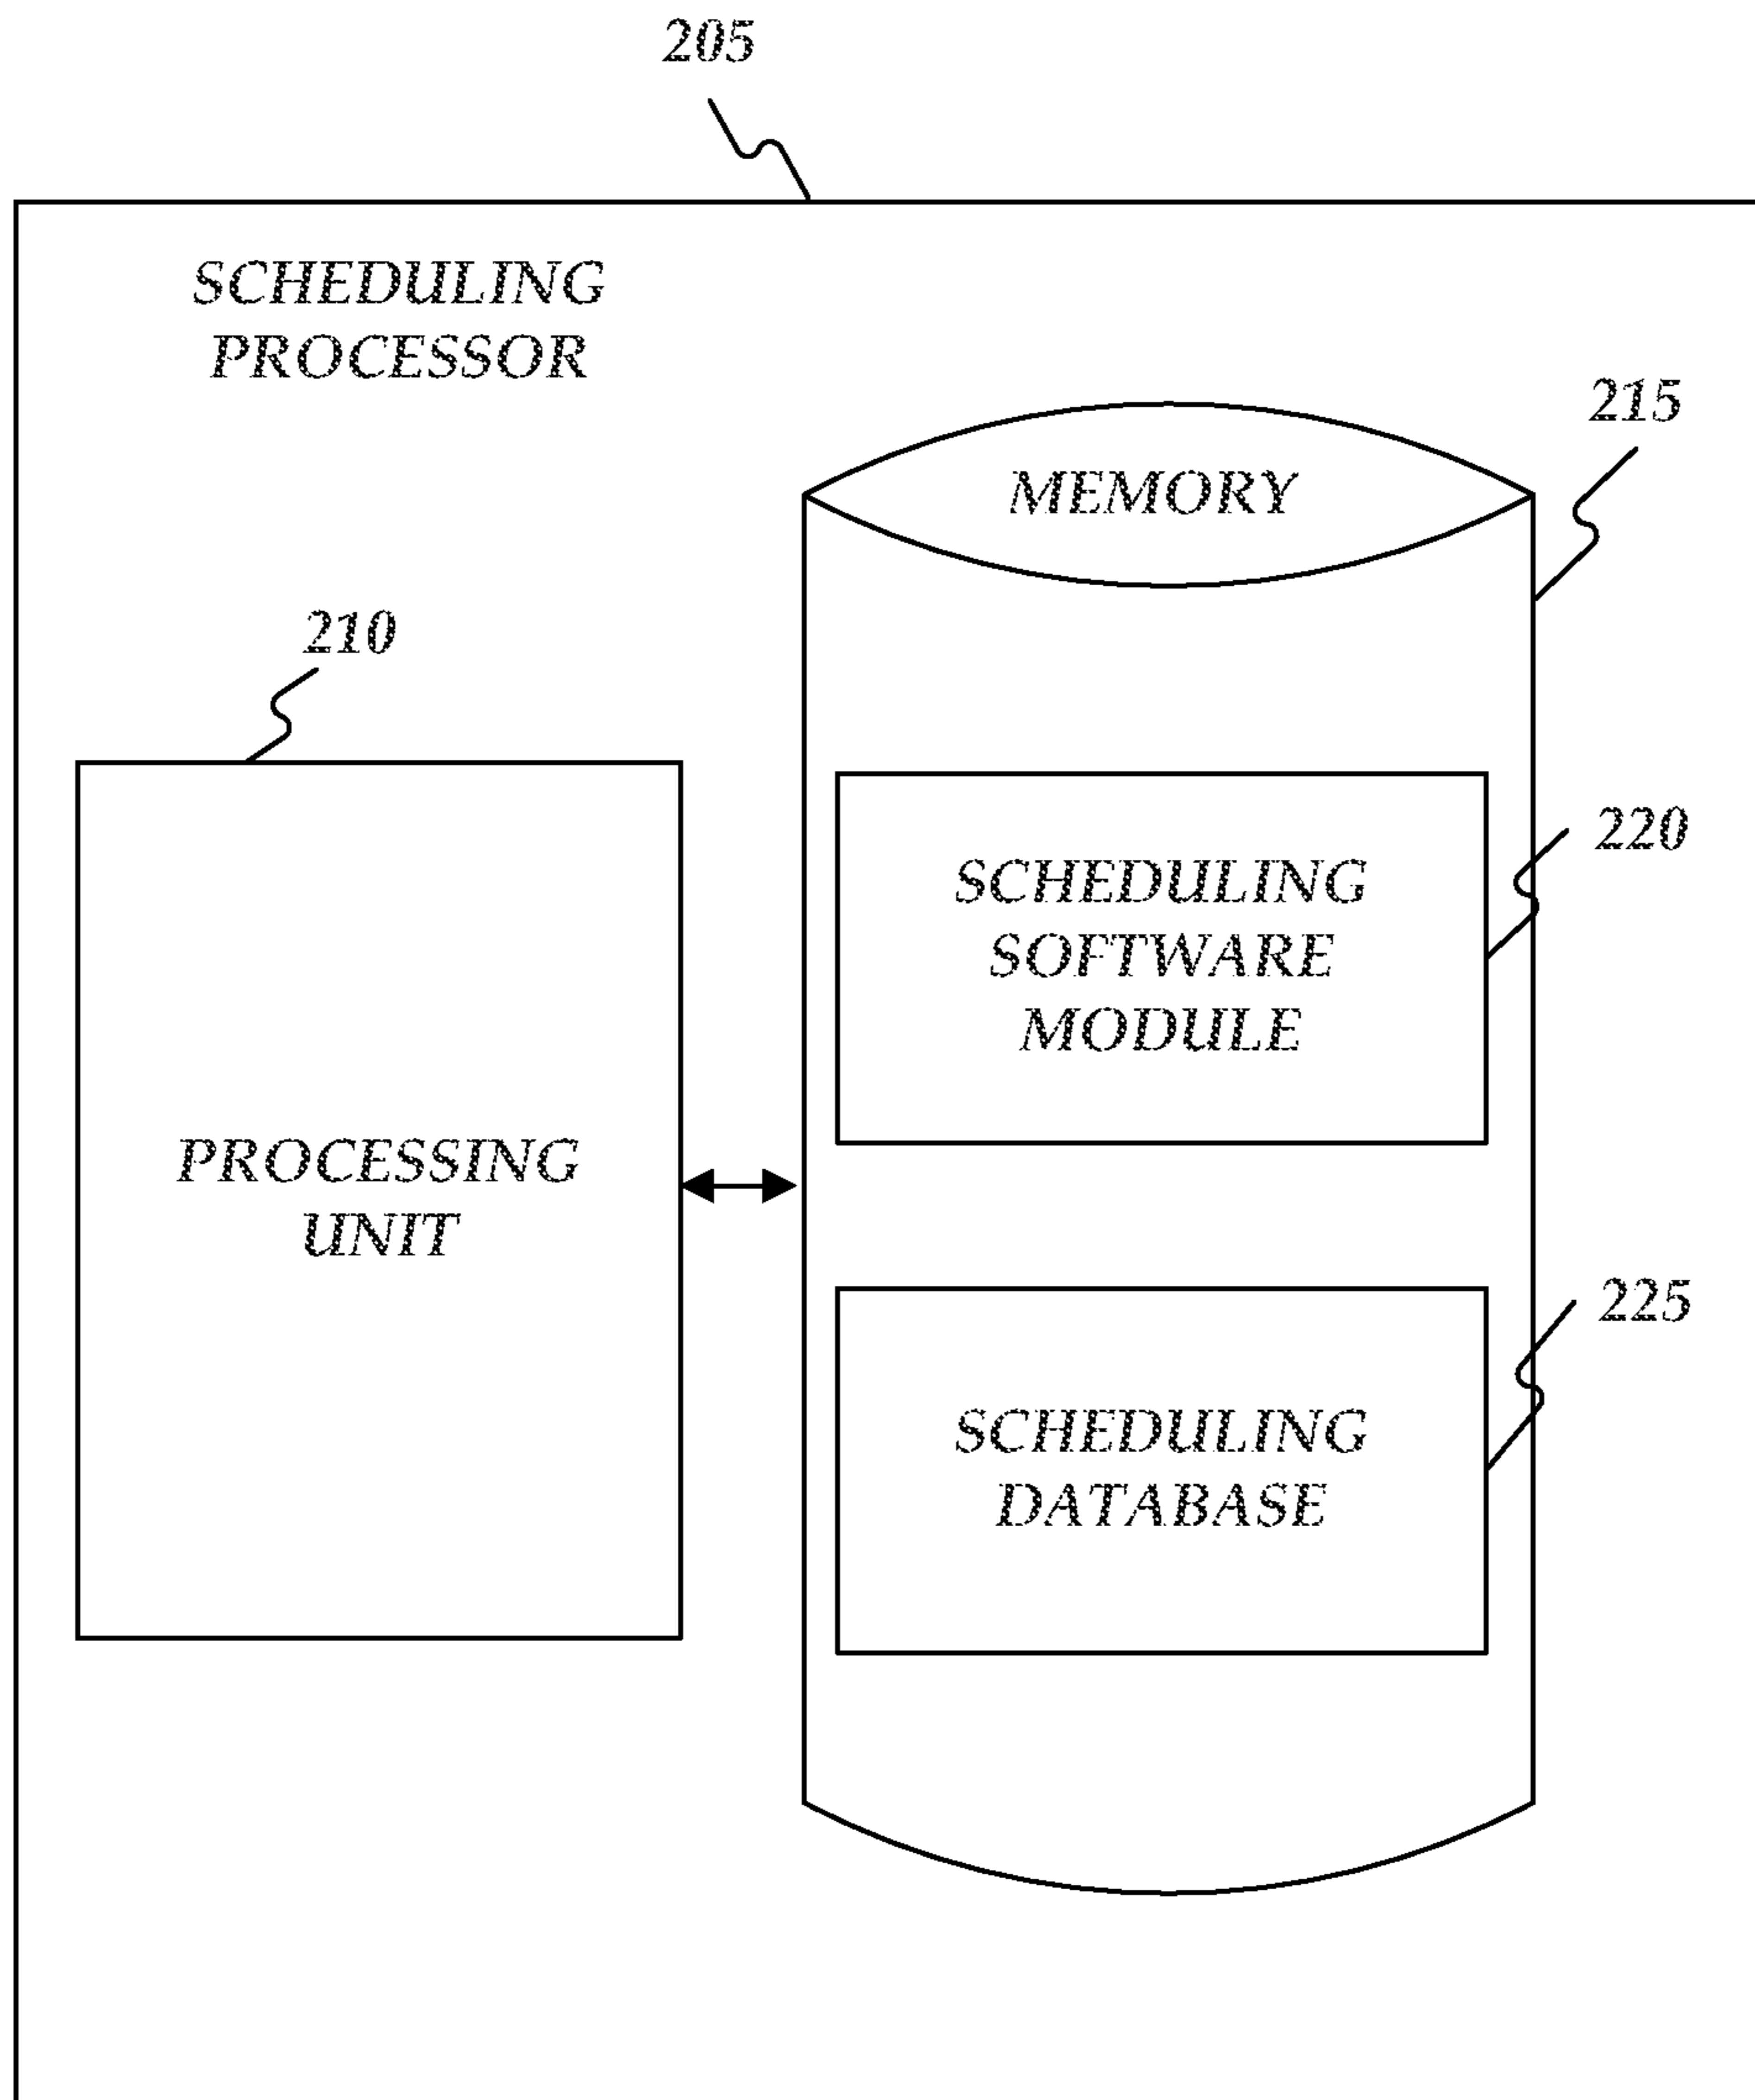 205
SCHEDULING
PROCESSOR
215
MEMORY
210
220
SCHEDULING
SOFTWARE
MODULE
PROCESSING
UNIT
225
SCHEDULING
DATABASE